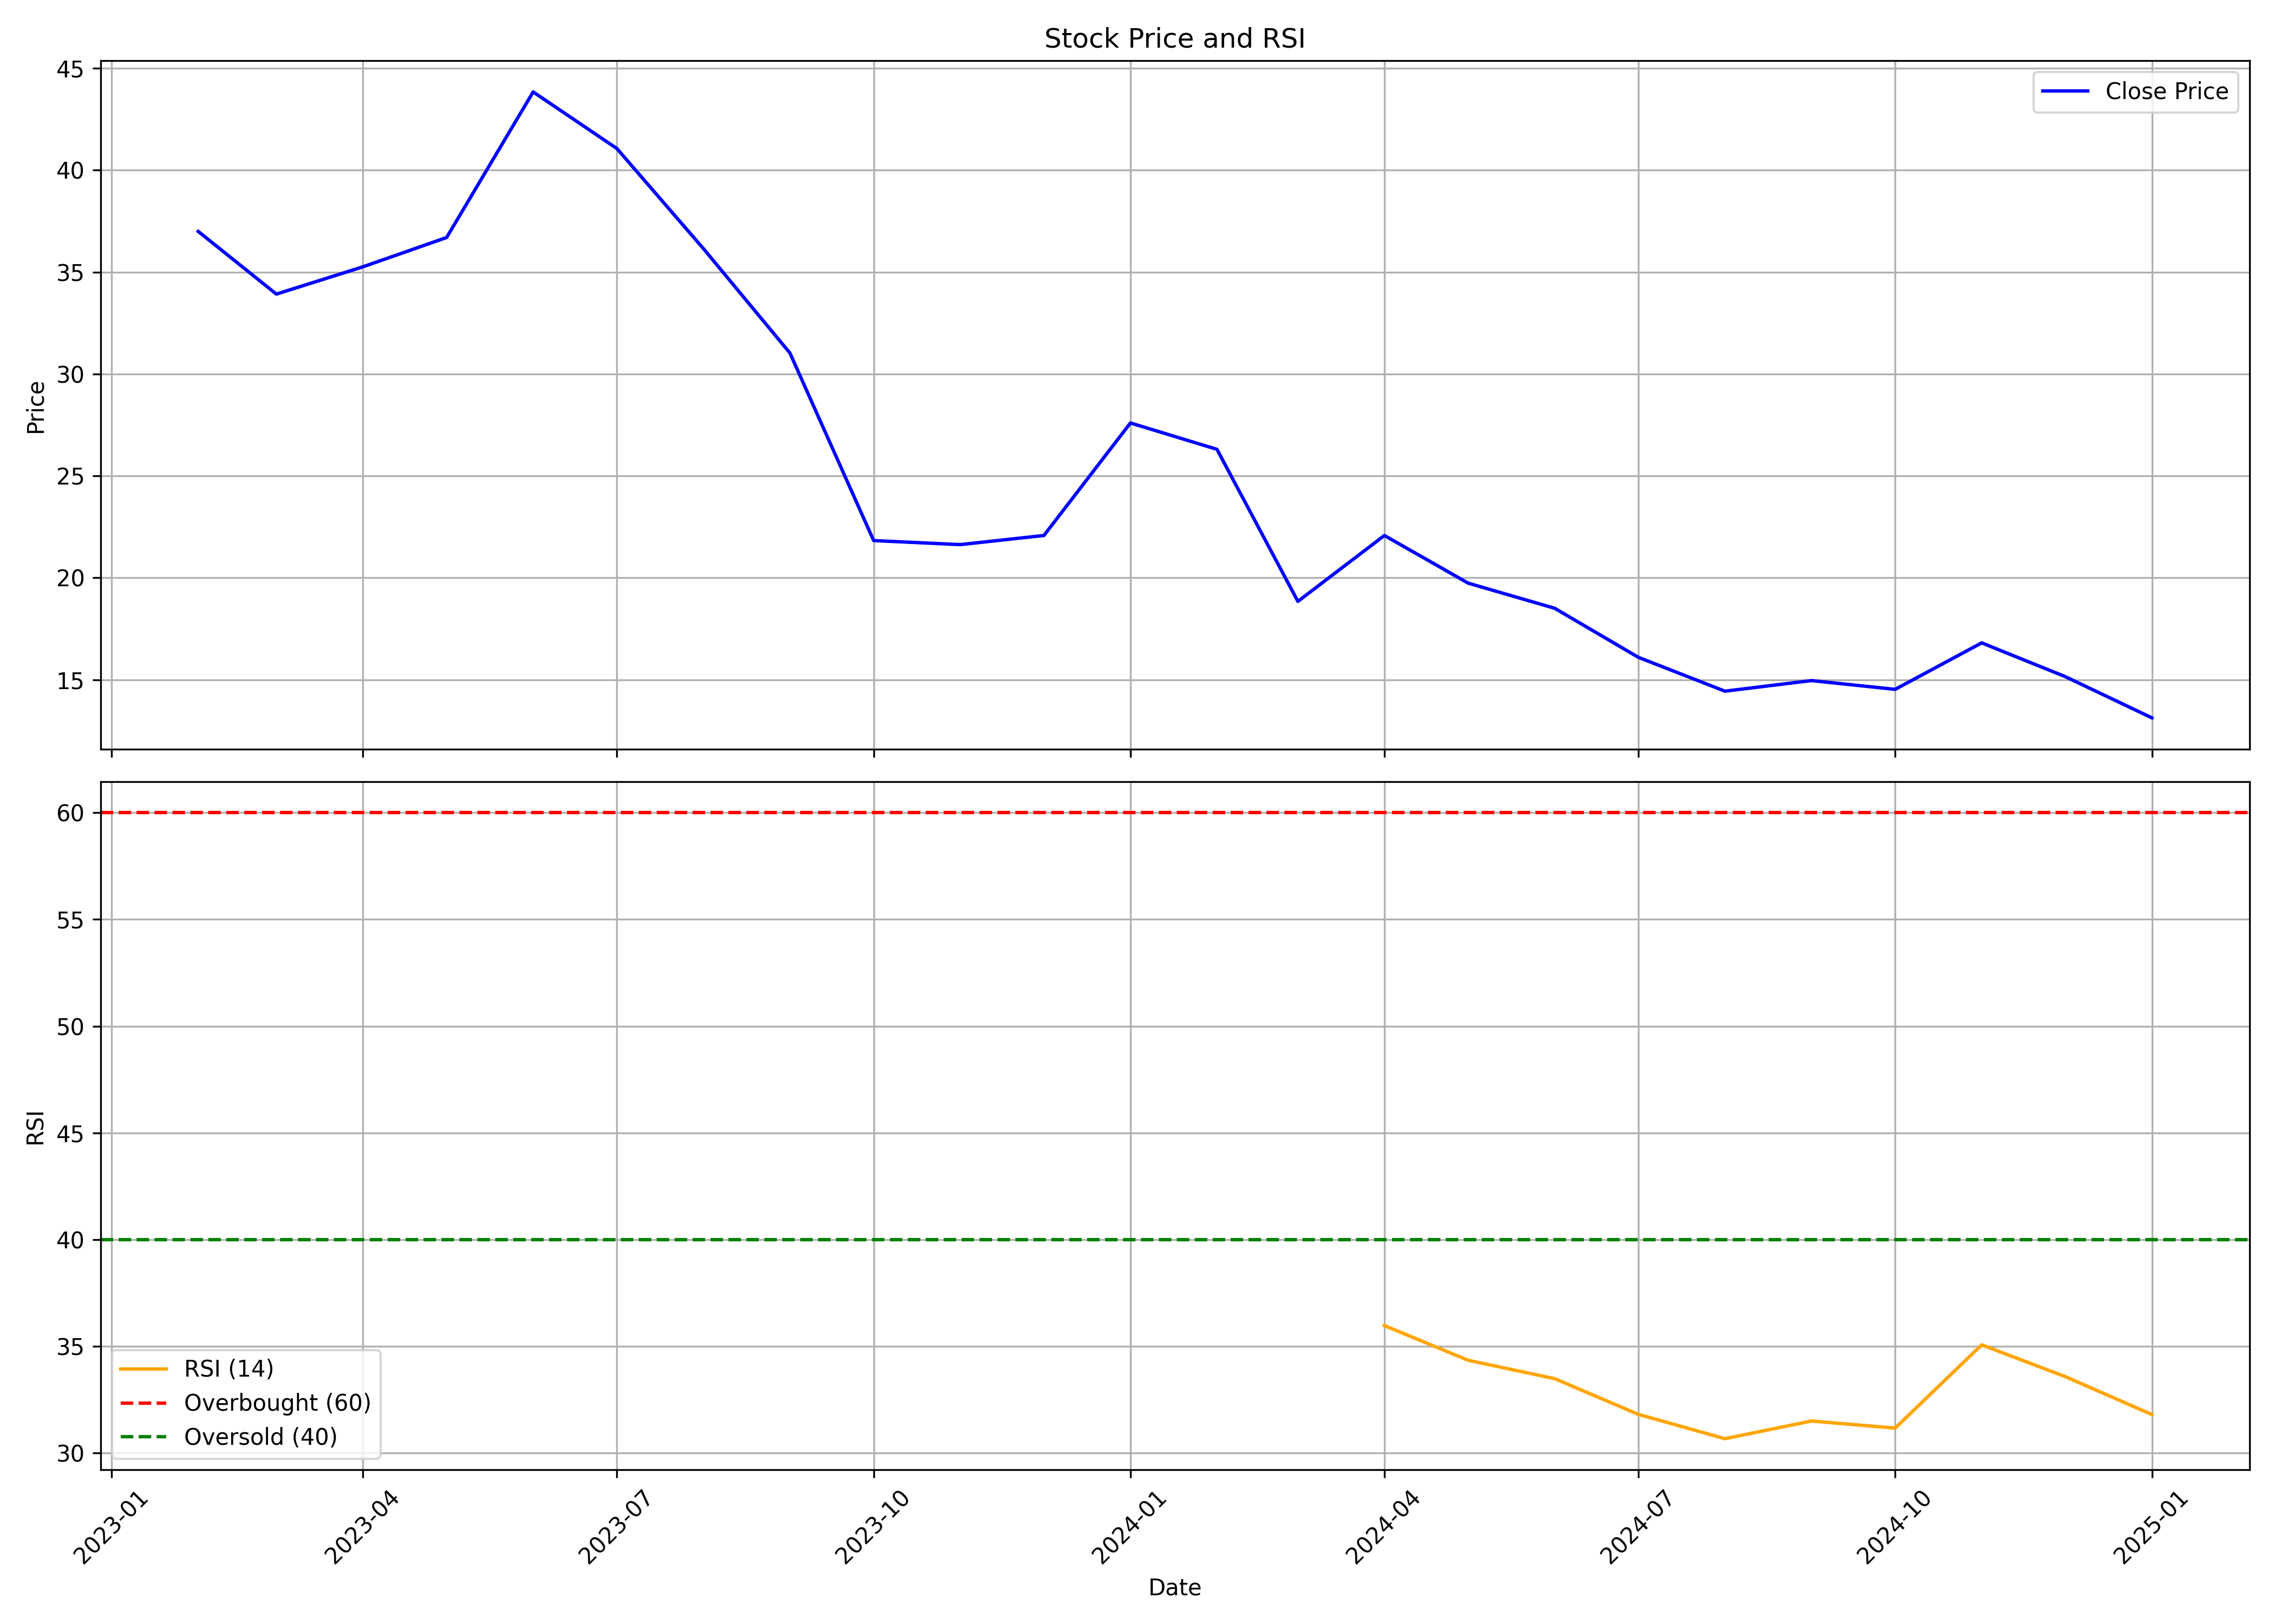 Stock Price and RSI
45
40
35
30
25
20
15
Price
Close Price
60
55
50
45
40
35
30
RSI
RSI (14)
Overbought (60)
Oversold (40)
2023-01
2023-04
2023-07
2023-10
2024-01
2024-04
2024-07
2024-10
2025-01
Date